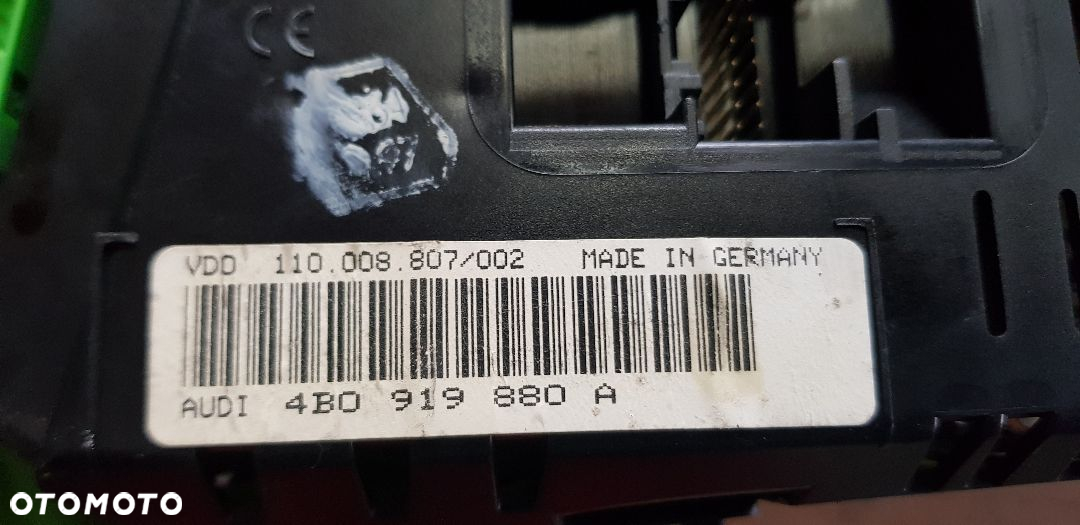 CE
VDO 110.008.807/002 MADE IN GERMANY
AUDI 4B0 919 880 A
OTOMOTO